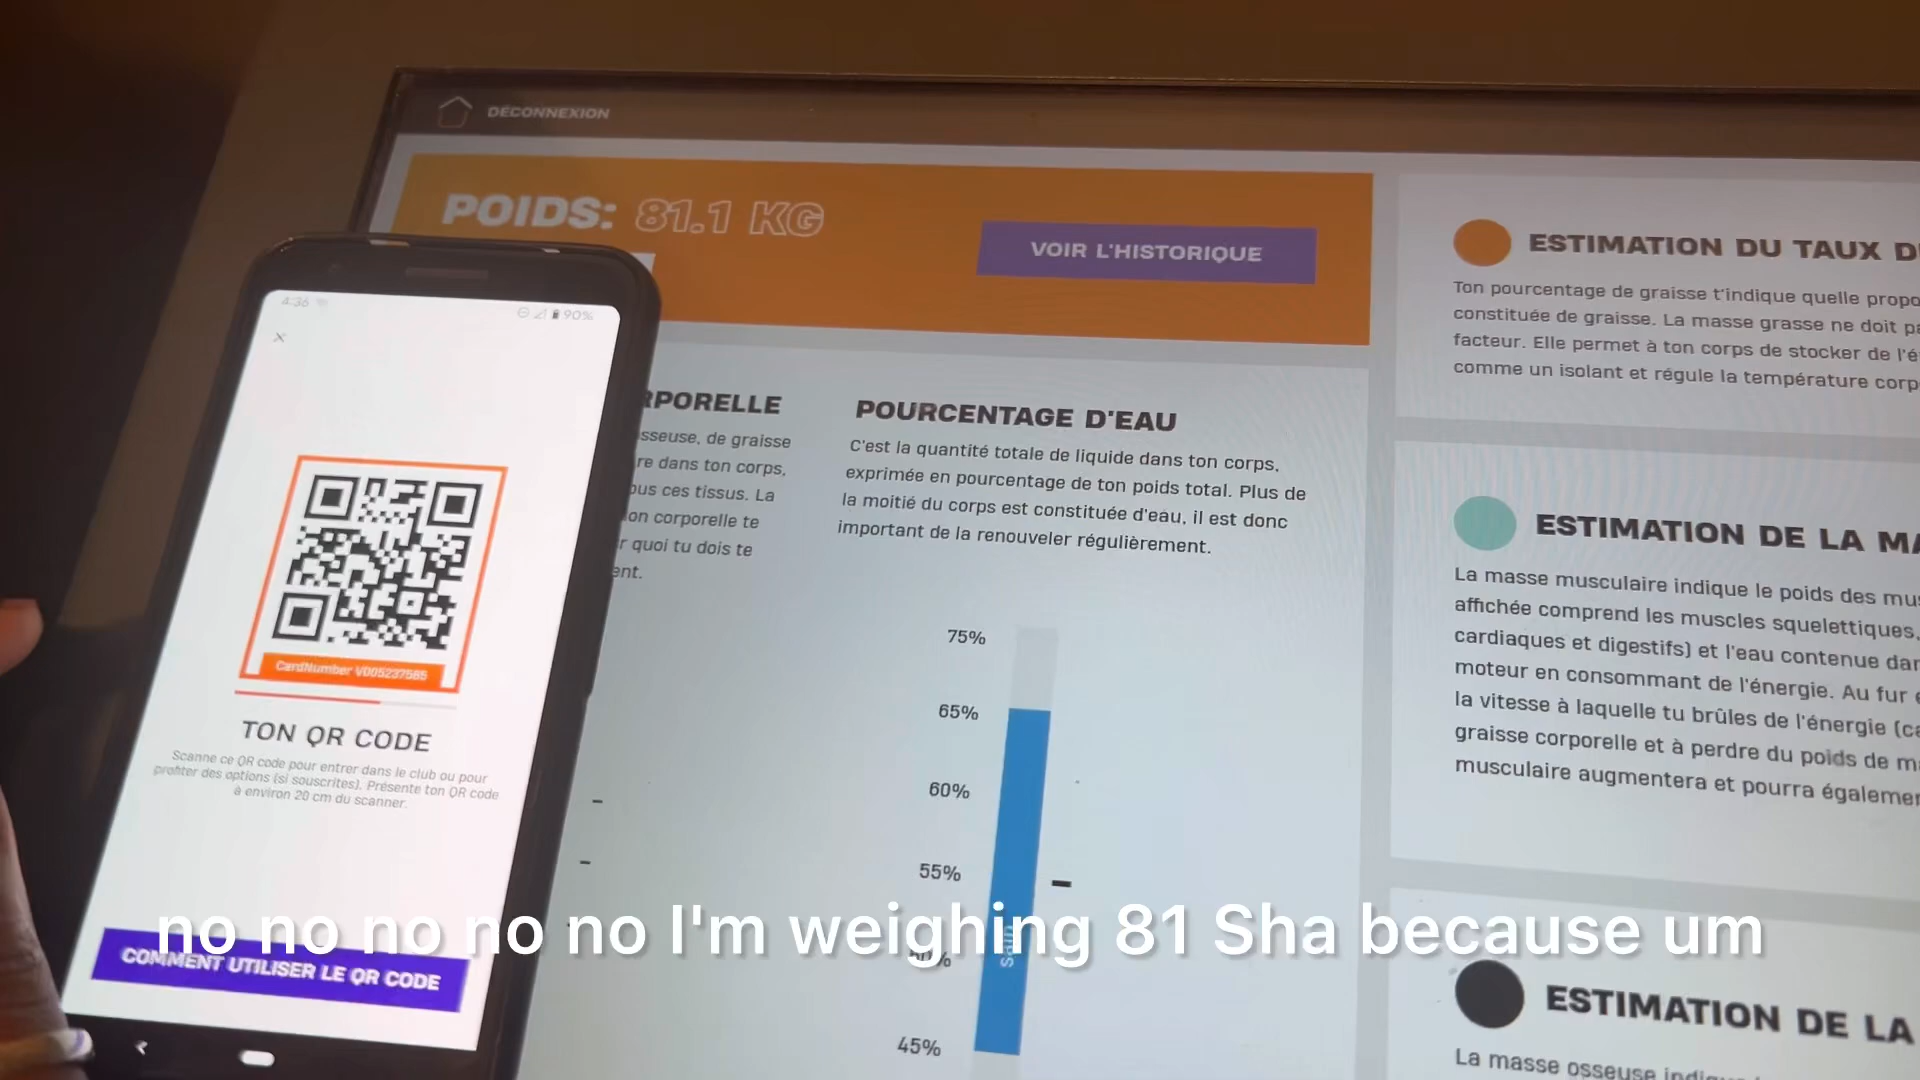 DÉCONNEXION
POIDS: 81.1 KG
VOIR L'HISTORIQUE
RPORELLE
sseuse, de graisse
re dans ton corps,
ous ces tissus. La
on corporelle te
r quoi tu dois te
ent.
POURCENTAGE D'EAU
C'est la quantité totale de liquide dans ton corps,
exprimée en pourcentage de ton poids total. Plus de
la moitié du corps est constituée d'eau, il est donc
important de la renouveler régulièrement.
75%
65%
60%
55%
50%
45%
Sain
ESTIMATION DU TAUX D
Ton pourcentage de graisse t'indique quelle propo
constituée de graisse. La masse grasse ne doit pa
facteur. Elle permet à ton corps de stocker de l'é
comme un isolant et régule la température corp
ESTIMATION DE LA MA
La masse musculaire indique le poids des mus
affichée comprend les muscles squelettiques,
cardiaques et digestifs) et l'eau contenue dan
moteur en consommant de l'énergie. Au fur e
la vitesse à laquelle tu brûles de l'énergie (ca
graisse corporelle et à perdre du poids de ma
musculaire augmentera et pourra égalemen
ESTIMATION DE LA
La masse osseuse indiqu
4:36
90%
CardNumber V005237585
TON QR CODE
Scanne ce QR code pour entrer dans le club ou pour
profiter des options (si souscrites). Présente ton QR code
à environ 20 cm du scanner.
COMMENT UTILISER LE QR CODE
no no no no no I'm weighing 81 Sha because um